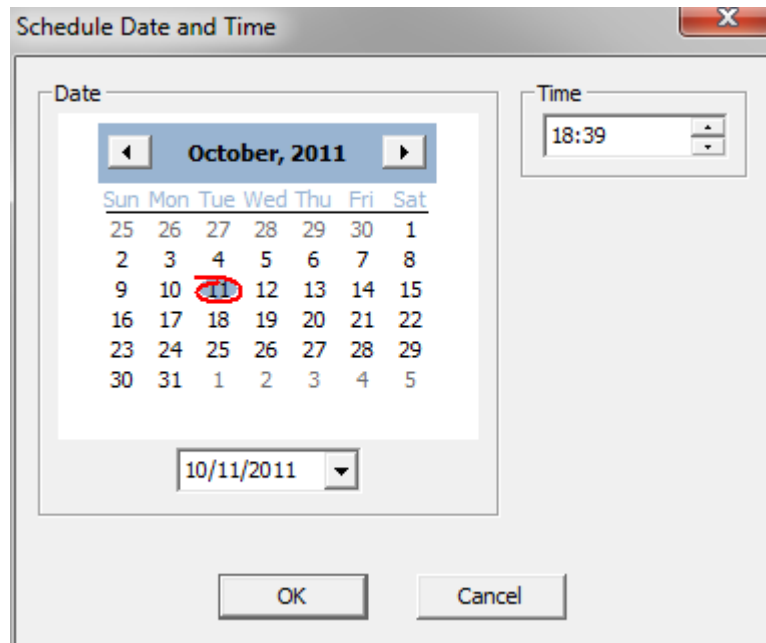 Schedule Date and Time
X
Date
Time
October, 2011
18:39
Sun Mon Tue Wed Thu Fri Sat
25 26 27 28 29 30 1
2 3 4 5 6 7 8
9 10 11 12 13 14 15
16 17 18 19 20 21 22
23 24 25 26 27 28 29
30 31 1 2 3 4 5
10/11/2011
OK
Cancel